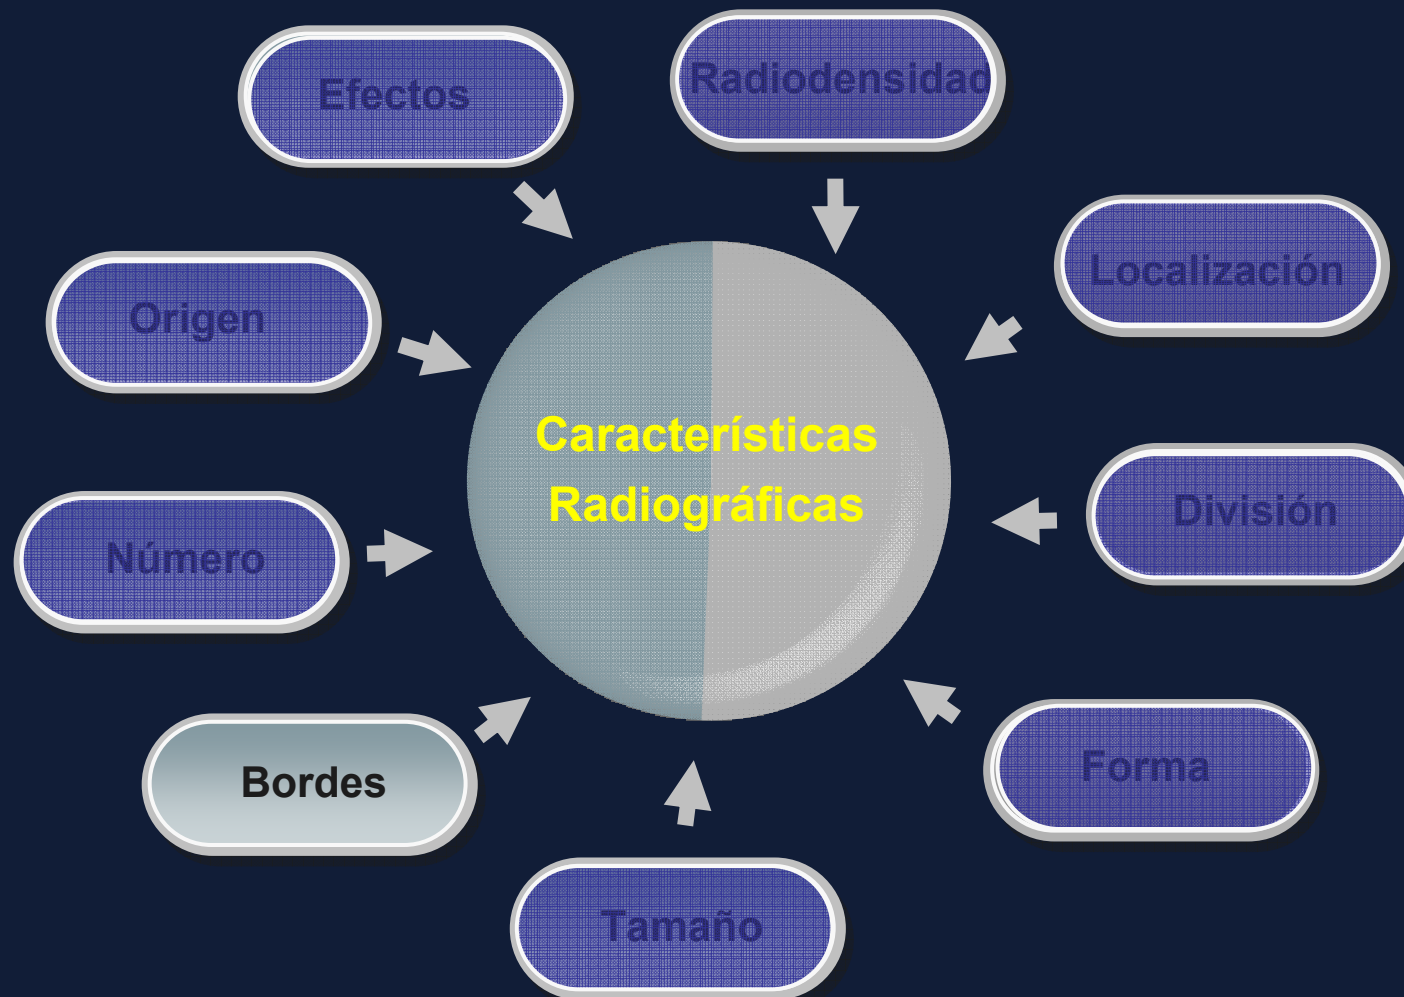 Efectos
Radiodensidad
Origen
Localización
Características
Radiográficas
Número
División
Bordes
Forma
Tamaño